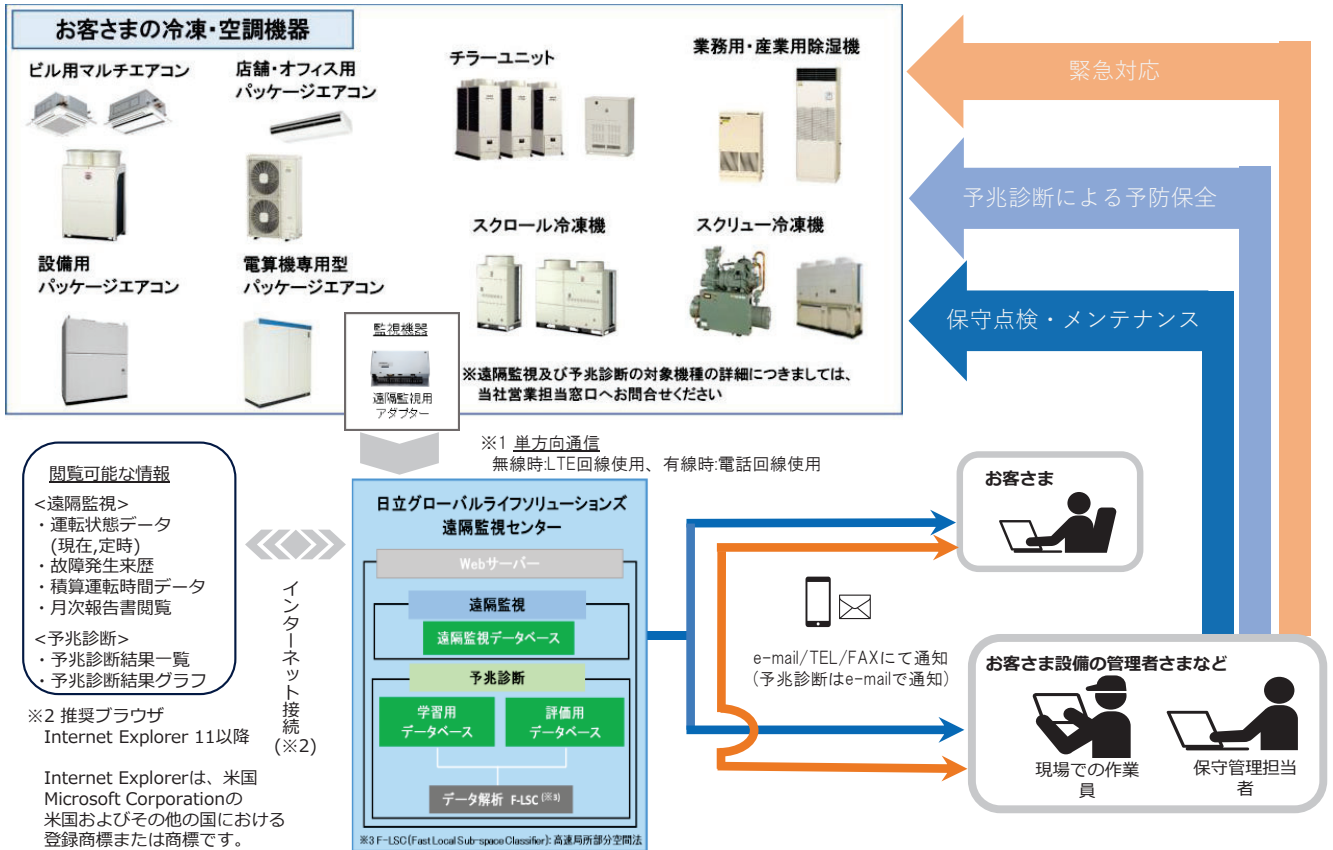 お客さまの冷凍・空調機器
ビル用マルチエアコン
店舗・オフィス用
パッケージエアコン
チラーユニット
業務用・産業用除湿機
設備用
パッケージエアコン
電算機専用型
パッケージエアコン
スクロール冷凍機
スクリュー冷凍機
監視機器
遠隔監視用
アダプター
※遠隔監視及び予兆診断の対象機種の詳細につきましては、
当社営業担当窓口へお問合せください
緊急対応
予兆診断による予防保全
保守点検・メンテナンス
※1 単方向通信
無線時:LTE回線使用、有線時:電話回線使用
閲覧可能な情報
<遠隔監視>
・運転状態データ
(現在,定時)
・故障発生来歴
・積算運転時間データ
・月次報告書閲覧
<予兆診断>
・予兆診断結果一覧
・予兆診断結果グラフ
※2 推奨ブラウザ
Internet Explorer 11以降
Internet Explorerは、米国
Microsoft Corporationの
米国およびその他の国における
登録商標または商標です。
インターネット接続
(※2)
日立グローバルライフソリューションズ
遠隔監視センター
Webサーバー
遠隔監視
遠隔監視データベース
予兆診断
学習用
データベース
評価用
データベース
データ解析 F-LSC (※3)
※3 F-LSC(Fast Local Sub-space Classifier): 高速局所部分空間法
e-mail/TEL/FAXにて通知
(予兆診断はe-mailで通知)
お客さま
お客さま設備の管理者さまなど
現場での作業
員
保守管理担当
者